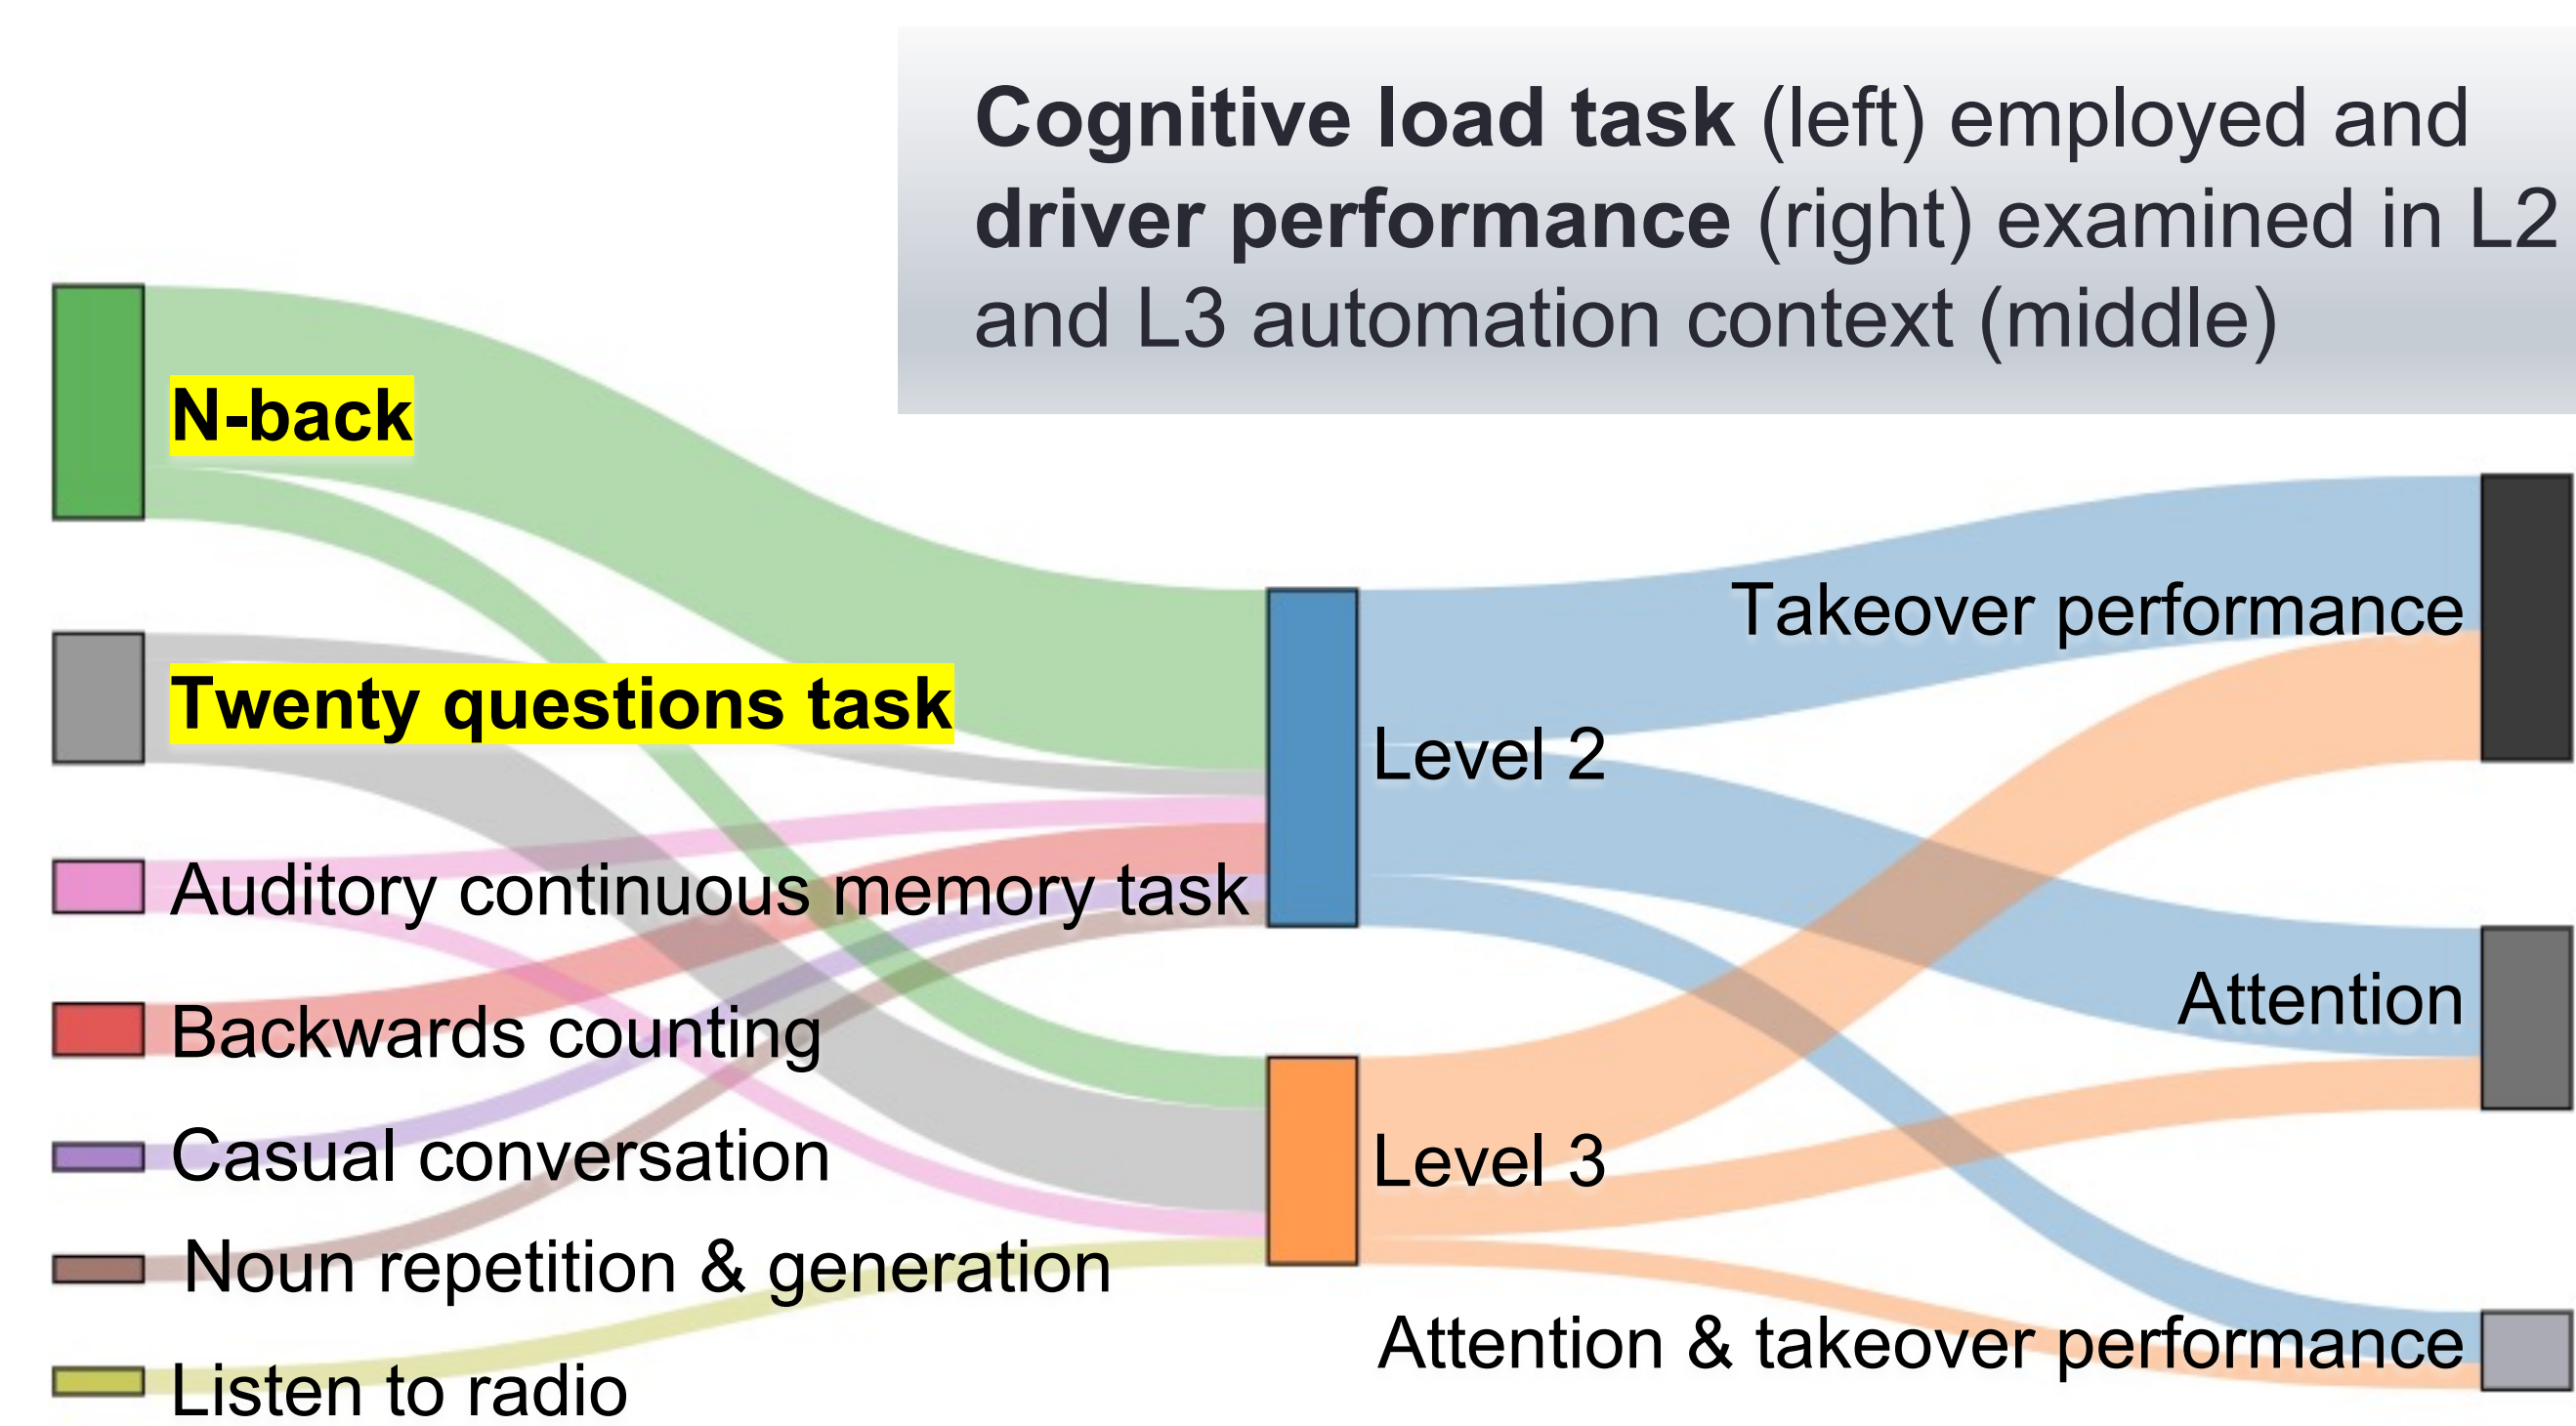 Cognitive load task (left) employed and
driver performance (right) examined in L2
and L3 automation context (middle)
N-back
Twenty questions task
Auditory continuous memory task
Backwards counting
Casual conversation
Noun repetition & generation
Listen to radio
Level 2
Level 3
Takeover performance
Attention
Attention & takeover performance